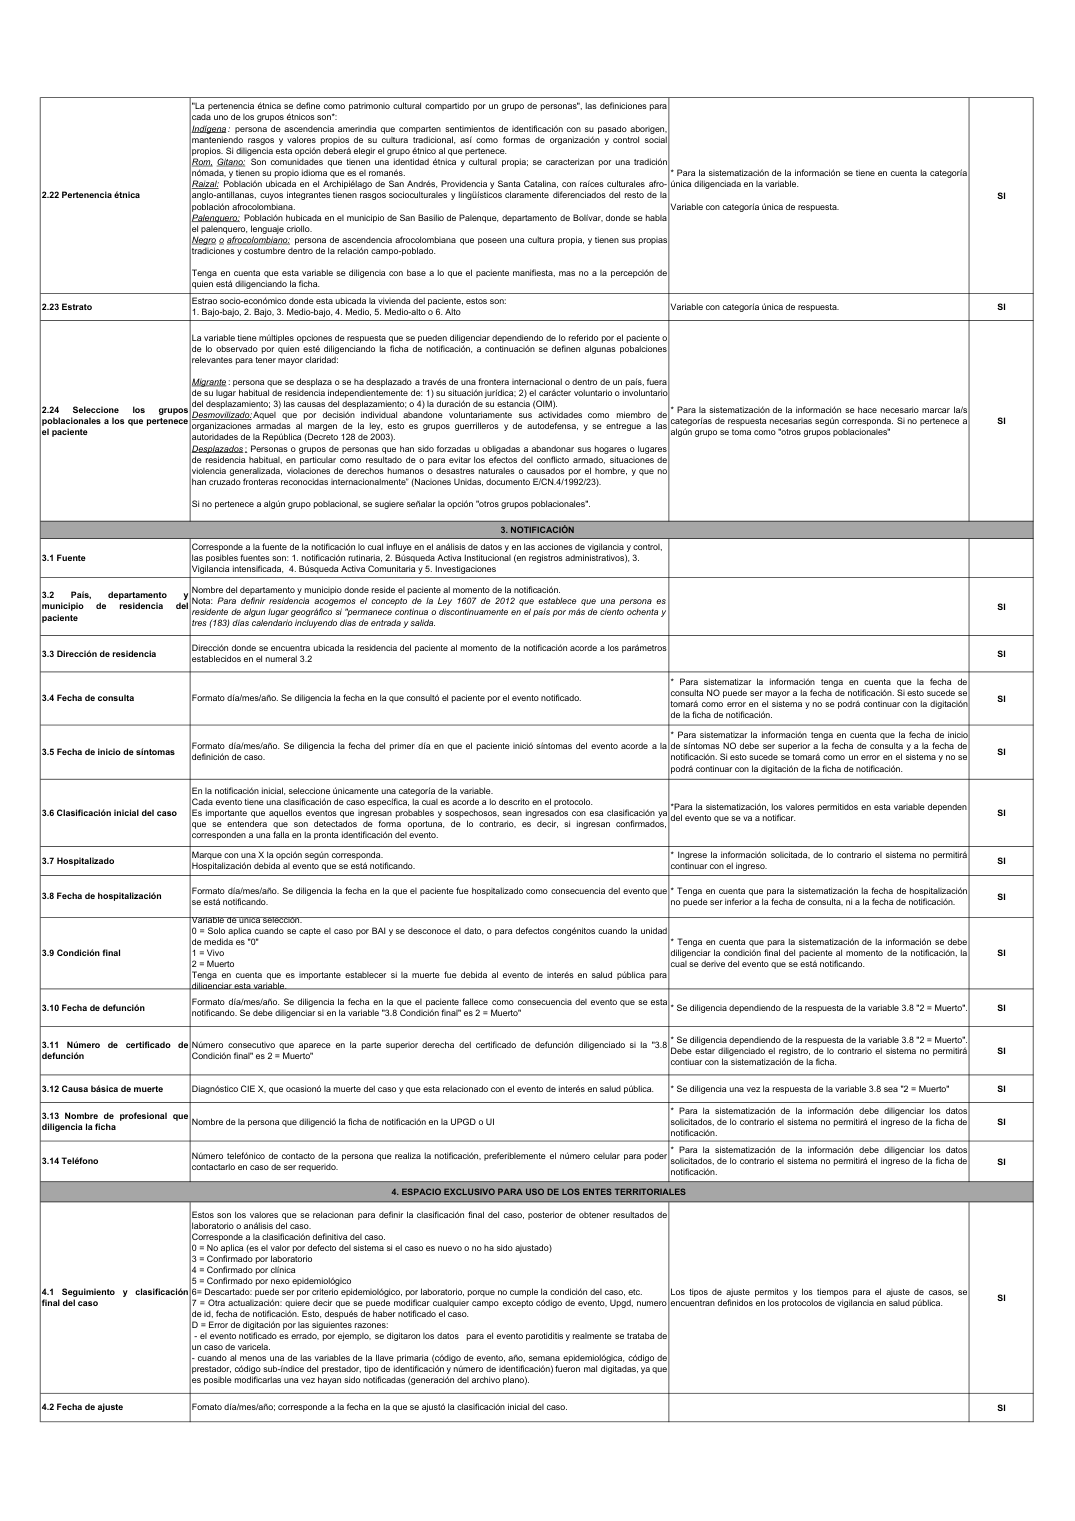 "La pertenencia étnica se define como patrimonio cultural compartido por un grupo de personas", las definiciones para
cada uno de los grupos étnicos son*:
Indígena : persona de ascendencia amerindia que comparten sentimientos de identificación con su pasado aborigen,
manteniendo rasgos y valores propios de su cultura tradicional, así como formas de organización y control social
propios. Si diligencia esta opción deberá elegir el grupo étnico al que pertenece.
Rom, Gitano: Son comunidades que tienen una identidad étnica y cultural propia; se caracterizan por una tradición
nómada, y tienen su propio idioma que es el romanés.
Raizal: Población ubicada en el Archipiélago de San Andrés, Providencia y Santa Catalina, con raíces culturales afro-
anglo-antillanas, cuyos integrantes tienen rasgos socioculturales y lingüísticos claramente diferenciados del resto de la
población afrocolombiana.
Palenquero: Población hubicada en el municipio de San Basilio de Palenque, departamento de Bolívar, donde se habla
el palenquero, lenguaje criollo.
Negro o afrocolombiano: persona de ascendencia afrocolombiana que poseen una cultura propia, y tienen sus propias
tradiciones y costumbre dentro de la relación campo-poblado.
Tenga en cuenta que esta variable se diligencia con base a lo que el paciente manifiesta, mas no a la percepción de
quien está diligenciando la ficha.
2.22 Pertenencia étnica
* Para la sistematización de la información se tiene en cuenta la categoría
única diligenciada en la variable.
Variable con categoría única de respuesta.
SI
2.23 Estrato
Estrao socio-económico donde esta ubicada la vivienda del paciente, estos son:
1. Bajo-bajo, 2. Bajo, 3. Medio-bajo, 4. Medio, 5. Medio-alto o 6. Alto
Variable con categoría única de respuesta.
SI
2.24 Seleccione los grupos
poblacionales a los que pertenece
el paciente
La variable tiene múltiples opciones de respuesta que se pueden diligenciar dependiendo de lo referido por el paciente o
de lo observado por quien esté diligenciando la ficha de notificación, a continuación se definen algunas pobalciones
relevantes para tener mayor claridad:
Migrante : persona que se desplaza o se ha desplazado a través de una frontera internacional o dentro de un país, fuera
de su lugar habitual de residencia independientemente de: 1) su situación jurídica; 2) el carácter voluntario o involuntario
del desplazamiento; 3) las causas del desplazamiento; o 4) la duración de su estancia (OIM).
Desmovilizado: Aquel que por decisión individual abandone voluntariamente sus actividades como miembro de
organizaciones armadas al margen de la ley, esto es grupos guerrilleros y de autodefensa, y se entregue a las
autoridades de la República (Decreto 128 de 2003).
Desplazados : Personas o grupos de personas que han sido forzadas u obligadas a abandonar sus hogares o lugares
de residencia habitual, en particular como resultado de o para evitar los efectos del conflicto armado, situaciones de
violencia generalizada, violaciones de derechos humanos o desastres naturales o causados por el hombre, y que no
han cruzado fronteras reconocidas internacionalmente" (Naciones Unidas, documento E/CN.4/1992/23).
Si no pertenece a algún grupo poblacional, se sugiere señalar la opción "otros grupos poblacionales".
* Para la sistematización de la información se hace necesario marcar la/s
categorías de respuesta necesarias según corresponda. Si no pertenece a
algún grupo se toma como "otros grupos poblacionales"
SI
3. NOTIFICACIÓN
3.1 Fuente
Corresponde a la fuente de la notificación lo cual influye en el análisis de datos y en las acciones de vigilancia y control,
las posibles fuentes son: 1. notificación rutinaria, 2. Búsqueda Activa Institucional (en registros administrativos), 3.
Vigilancia intensificada, 4. Búsqueda Activa Comunitaria y 5. Investigaciones
3.2 País, departamento y
municipio de residencia del
paciente
Nombre del departamento y municipio donde reside el paciente al momento de la notificación.
Nota: Para definir residencia acogemos el concepto de la Ley 1607 de 2012 que establece que una persona es
residente de algun lugar geográfico si "permanece continua o discontinuamente en el país por más de ciento ochenta y
tres (183) días calendario incluyendo dias de entrada y salida.
SI
3.3 Dirección de residencia
Dirección donde se encuentra ubicada la residencia del paciente al momento de la notificación acorde a los parámetros
establecidos en el numeral 3.2
SI
3.4 Fecha de consulta
Formato día/mes/año. Se diligencia la fecha en la que consultó el paciente por el evento notificado.
* Para sistematizar la información tenga en cuenta que la fecha de
consulta NO puede ser mayor a la fecha de notificación. Si esto sucede se
tomará como error en el sistema y no se podrá continuar con la digitación
de la ficha de notificación.
SI
3.5 Fecha de inicio de síntomas
Formato día/mes/año. Se diligencia la fecha del primer día en que el paciente inició síntomas del evento acorde a la
definición de caso.
* Para sistematizar la información tenga en cuenta que la fecha de inicio
de síntomas NO debe ser superior a la fecha de consulta y a la fecha de
notificación. Si esto sucede se tomará como un error en el sistema y no se
podrá continuar con la digitación de la ficha de notificación.
SI
3.6 Clasificación inicial del caso
En la notificación inicial, seleccione únicamente una categoría de la variable.
Cada evento tiene una clasificación de caso específica, la cual es acorde a lo descrito en el protocolo.
Es importante que aquellos eventos que ingresan probables y sospechosos, sean ingresados con esa clasificación ya
que se entendera que son detectados de forma oportuna, de lo contrario, es decir, si ingresan confirmados,
corresponden a una falla en la pronta identificación del evento.
*Para la sistematización, los valores permitidos en esta variable dependen
del evento que se va a notificar.
SI
3.7 Hospitalizado
Marque con una X la opción según corresponda.
Hospitalización debida al evento que se está notificando.
* Ingrese la información solicitada, de lo contrario el sistema no permitirá
continuar con el ingreso.
SI
3.8 Fecha de hospitalización
Formato día/mes/año. Se diligencia la fecha en la que el paciente fue hospitalizado como consecuencia del evento que
se está notificando.
* Tenga en cuenta que para la sistematización la fecha de hospitalización
no puede ser inferior a la fecha de consulta, ni a la fecha de notificación.
SI
3.9 Condición final
Variable de única selección.
0 = Solo aplica cuando se capte el caso por BAI y se desconoce el dato, o para defectos congénitos cuando la unidad
de medida es "0"
1 = Vivo
2 = Muerto
Tenga en cuenta que es importante establecer si la muerte fue debida al evento de interés en salud pública para
diligenciar esta variable.
* Tenga en cuenta que para la sistematización de la información se debe
diligenciar la condición final del paciente al momento de la notificación, la
cual se derive del evento que se está notificando.
SI
3.10 Fecha de defunción
Formato día/mes/año. Se diligencia la fecha en la que el paciente fallece como consecuencia del evento que se esta
notificando. Se debe diligenciar si en la variable "3.8 Condición final" es 2 = Muerto"
* Se diligencia dependiendo de la respuesta de la variable 3.8 "2 = Muerto".
SI
3.11 Número de certificado de
defunción
Número consecutivo que aparece en la parte superior derecha del certificado de defunción diligenciado si la "3.8
Condición final" es 2 = Muerto"
* Se diligencia dependiendo de la respuesta de la variable 3.8 "2 = Muerto".
Debe estar diligenciado el registro, de lo contrario el sistema no permitirá
contiuar con la sistematización de la ficha.
SI
3.12 Causa básica de muerte
Diagnóstico CIE X, que ocasionó la muerte del caso y que esta relacionado con el evento de interés en salud pública.
* Se diligencia una vez la respuesta de la variable 3.8 sea "2 = Muerto"
SI
3.13 Nombre de profesional que
diligencia la ficha
Nombre de la persona que diligenció la ficha de notificación en la UPGD o UI
* Para la sistematización de la información debe diligenciar los datos
solicitados, de lo contrario el sistema no permitirá el ingreso de la ficha de
notificación.
SI
3.14 Teléfono
Número telefónico de contacto de la persona que realiza la notificación, preferiblemente el número celular para poder
contactarlo en caso de ser requerido.
* Para la sistematización de la información debe diligenciar los datos
solicitados, de lo contrario el sistema no permitirá el ingreso de la ficha de
notificación.
SI
4. ESPACIO EXCLUSIVO PARA USO DE LOS ENTES TERRITORIALES
4.1 Seguimiento y clasificación
final del caso
Estos son los valores que se relacionan para definir la clasificación final del caso, posterior de obtener resultados de
laboratorio o análisis del caso.
Corresponde a la clasificación definitiva del caso.
0 = No aplica (es el valor por defecto del sistema si el caso es nuevo o no ha sido ajustado)
3 = Confirmado por laboratorio
4 = Confirmado por clínica
5 = Confirmado por nexo epidemiológico
6= Descartado: puede ser por criterio epidemiológico, por laboratorio, porque no cumple la condición del caso, etc.
7 = Otra actualización: quiere decir que se puede modificar cualquier campo excepto código de evento, Upgd, numero
de id, fecha de notificación. Esto, después de haber notificado el caso.
D = Error de digitación por las siguientes razones:
- el evento notificado es errado, por ejemplo, se digitaron los datos para el evento parotiditis y realmente se trataba de
un caso de varicela.
- cuando al menos una de las variables de la llave primaria (código de evento, año, semana epidemiológica, código de
prestador, código sub-índice del prestador, tipo de identificación y número de identificación) fueron mal digitadas, ya que
es posible modificarlas una vez hayan sido notificadas (generación del archivo plano).
Los tipos de ajuste permitos y los tiempos para el ajuste de casos, se
encuentran definidos en los protocolos de vigilancia en salud pública.
SI
4.2 Fecha de ajuste
Fomato día/mes/año; corresponde a la fecha en la que se ajustó la clasificación inicial del caso.
SI